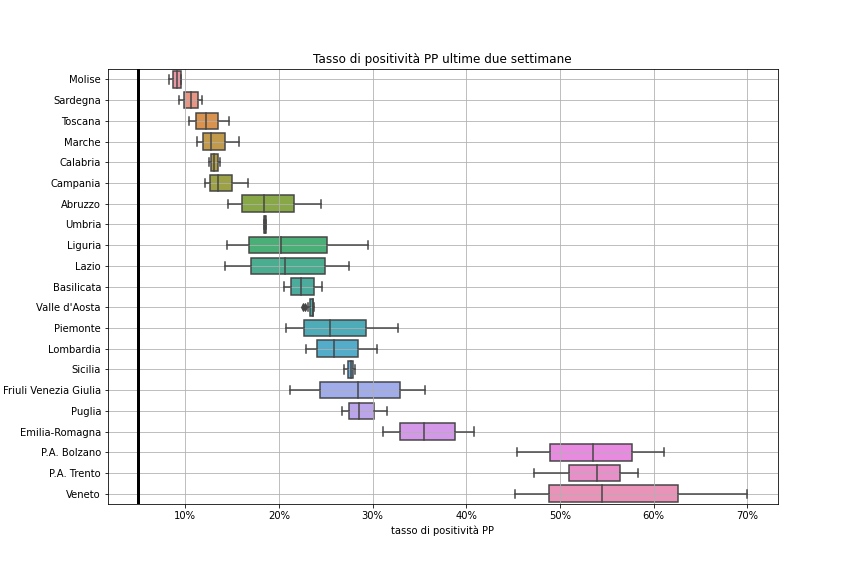 Tasso di positività PP ultime due settimane
Molise
Sardegna
Toscana
Marche
Calabria
Campania
Abruzzo
Umbria
Liguria
Lazio
Basilicata
Valle d'Aosta
Piemonte
Lombardia
Sicilia
Friuli Venezia Giulia
Puglia
Emilia-Romagna
P.A. Bolzano
P.A. Trento
Veneto
10% 20% 30% 40% 50% 60% 70%
tasso di positività PP